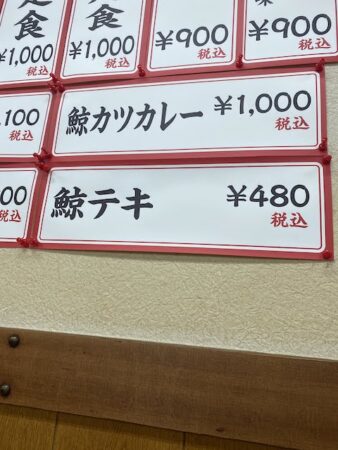 定食
¥1,000
税込
定食
¥1,000
税込
¥900
税込
¥900
税込
,100
税込
鯨カツカレー ¥1,000
税込
00
税込
鯨テキ ¥480
税込